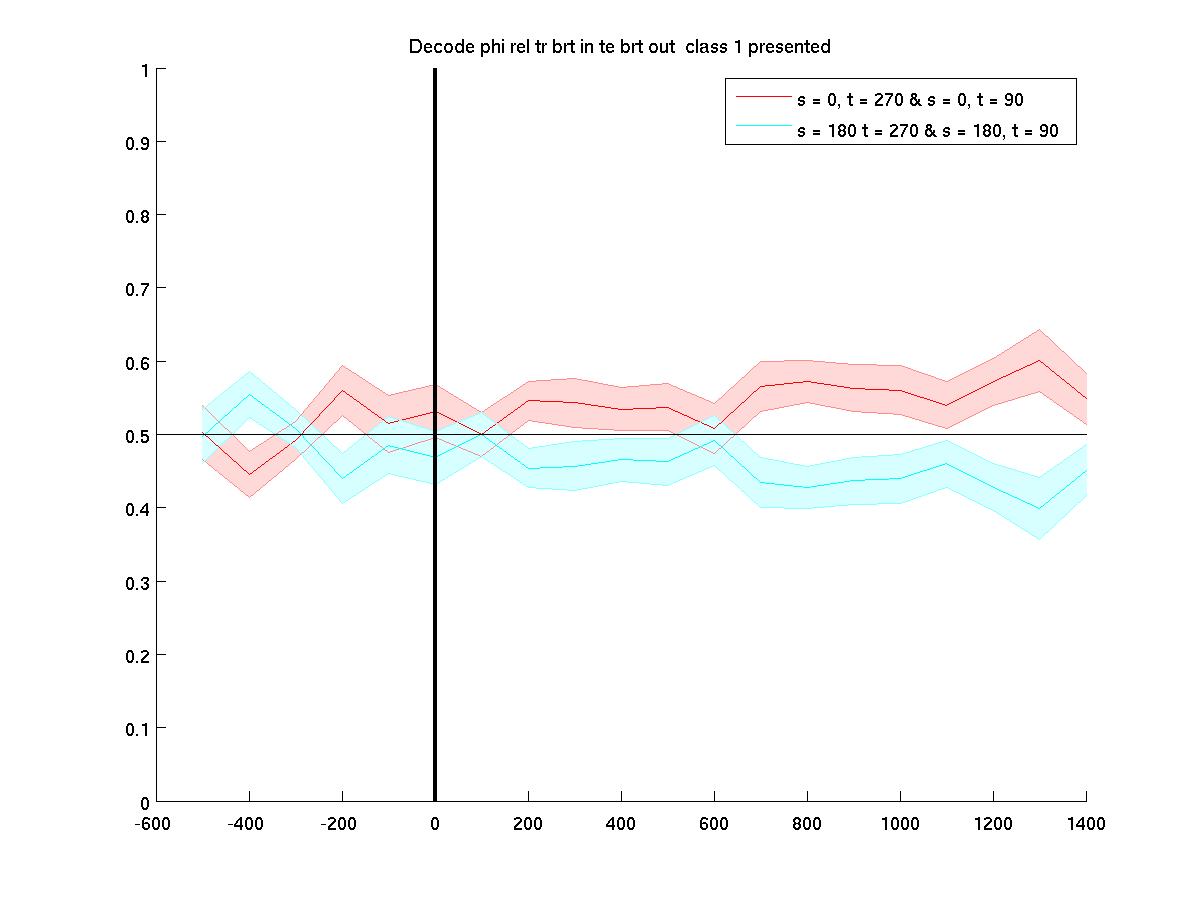 Decode phi rel tr brt in te brt out  class 1 presented
s = 0, t = 270 & s = 0, t = 90
s = 180 t = 270 & s = 180, t = 90
1
0.9
0.8
0.7
0.6
0.5
0.4
0.3
0.2
0.1
0
-600 -400 -200 0 200 400 600 800 1000 1200 1400